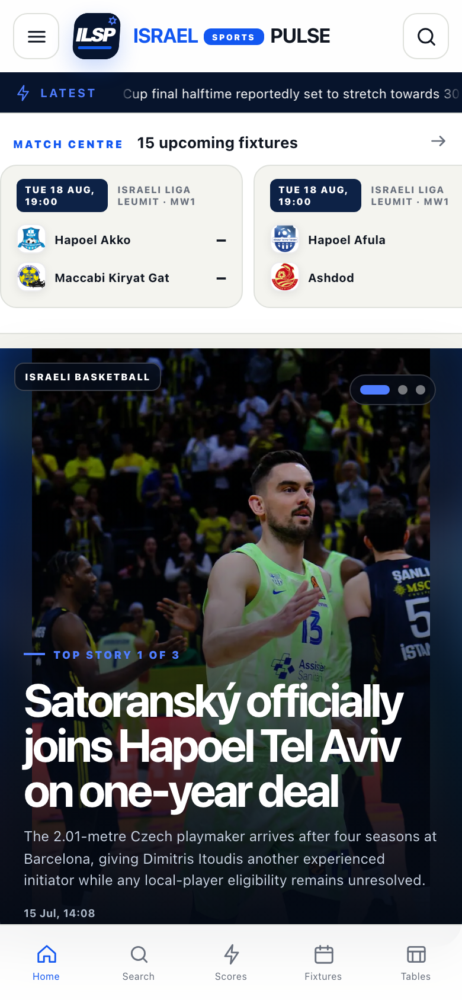 ILSP
ISRAEL SPORTS PULSE
LATEST
Cup final halftime reportedly set to stretch towards 30
MATCH CENTRE 15 upcoming fixtures
TUE 18 AUG,
19:00
ISRAELI LIGA
LEUMIT · MW1
Hapoel Akko –
Maccabi Kiryat Gat –
TUE 18 AUG,
19:00
ISRAELI LIGA
LEUMIT · MW1
Hapoel Afula
Ashdod
ISRAELI BASKETBALL
ŞANLI
MSC
5
İSTAN
13
Assis
Sanita
TOP STORY 1 OF 3
Satoranský officially
joins Hapoel Tel Aviv
on one-year deal
The 2.01-metre Czech playmaker arrives after four seasons at
Barcelona, giving Dimitris Itoudis another experienced
initiator while any local-player eligibility remains unresolved.
15 Jul, 14:08
Home
Search
Scores
Fixtures
Tables